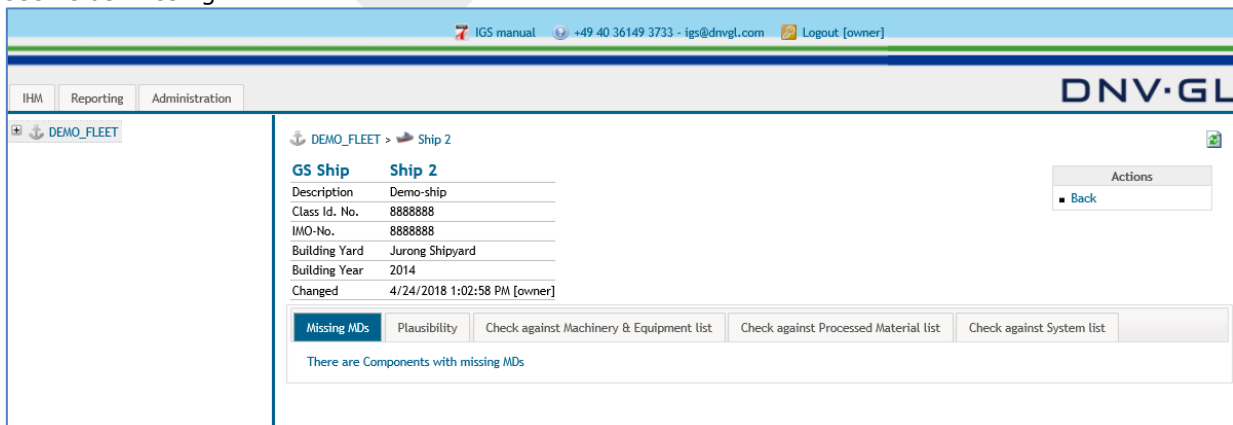 IGS manual +49 40 36149 3733 - igs@dnvgl.com Logout [owner]
IHM Reporting Administration
DNV·GL
DEMO_FLEET
DEMO_FLEET > Ship 2
GS Ship Ship 2
Actions
Description Demo-ship
Back
Class Id. No. 8888888
IMO-No. 8888888
Building Yard Jurong Shipyard
Building Year 2014
Changed 4/24/2018 1:02:58 PM [owner]
Missing MDs Plausibility Check against Machinery & Equipment list Check against Processed Material list Check against System list
There are Components with missing MDs